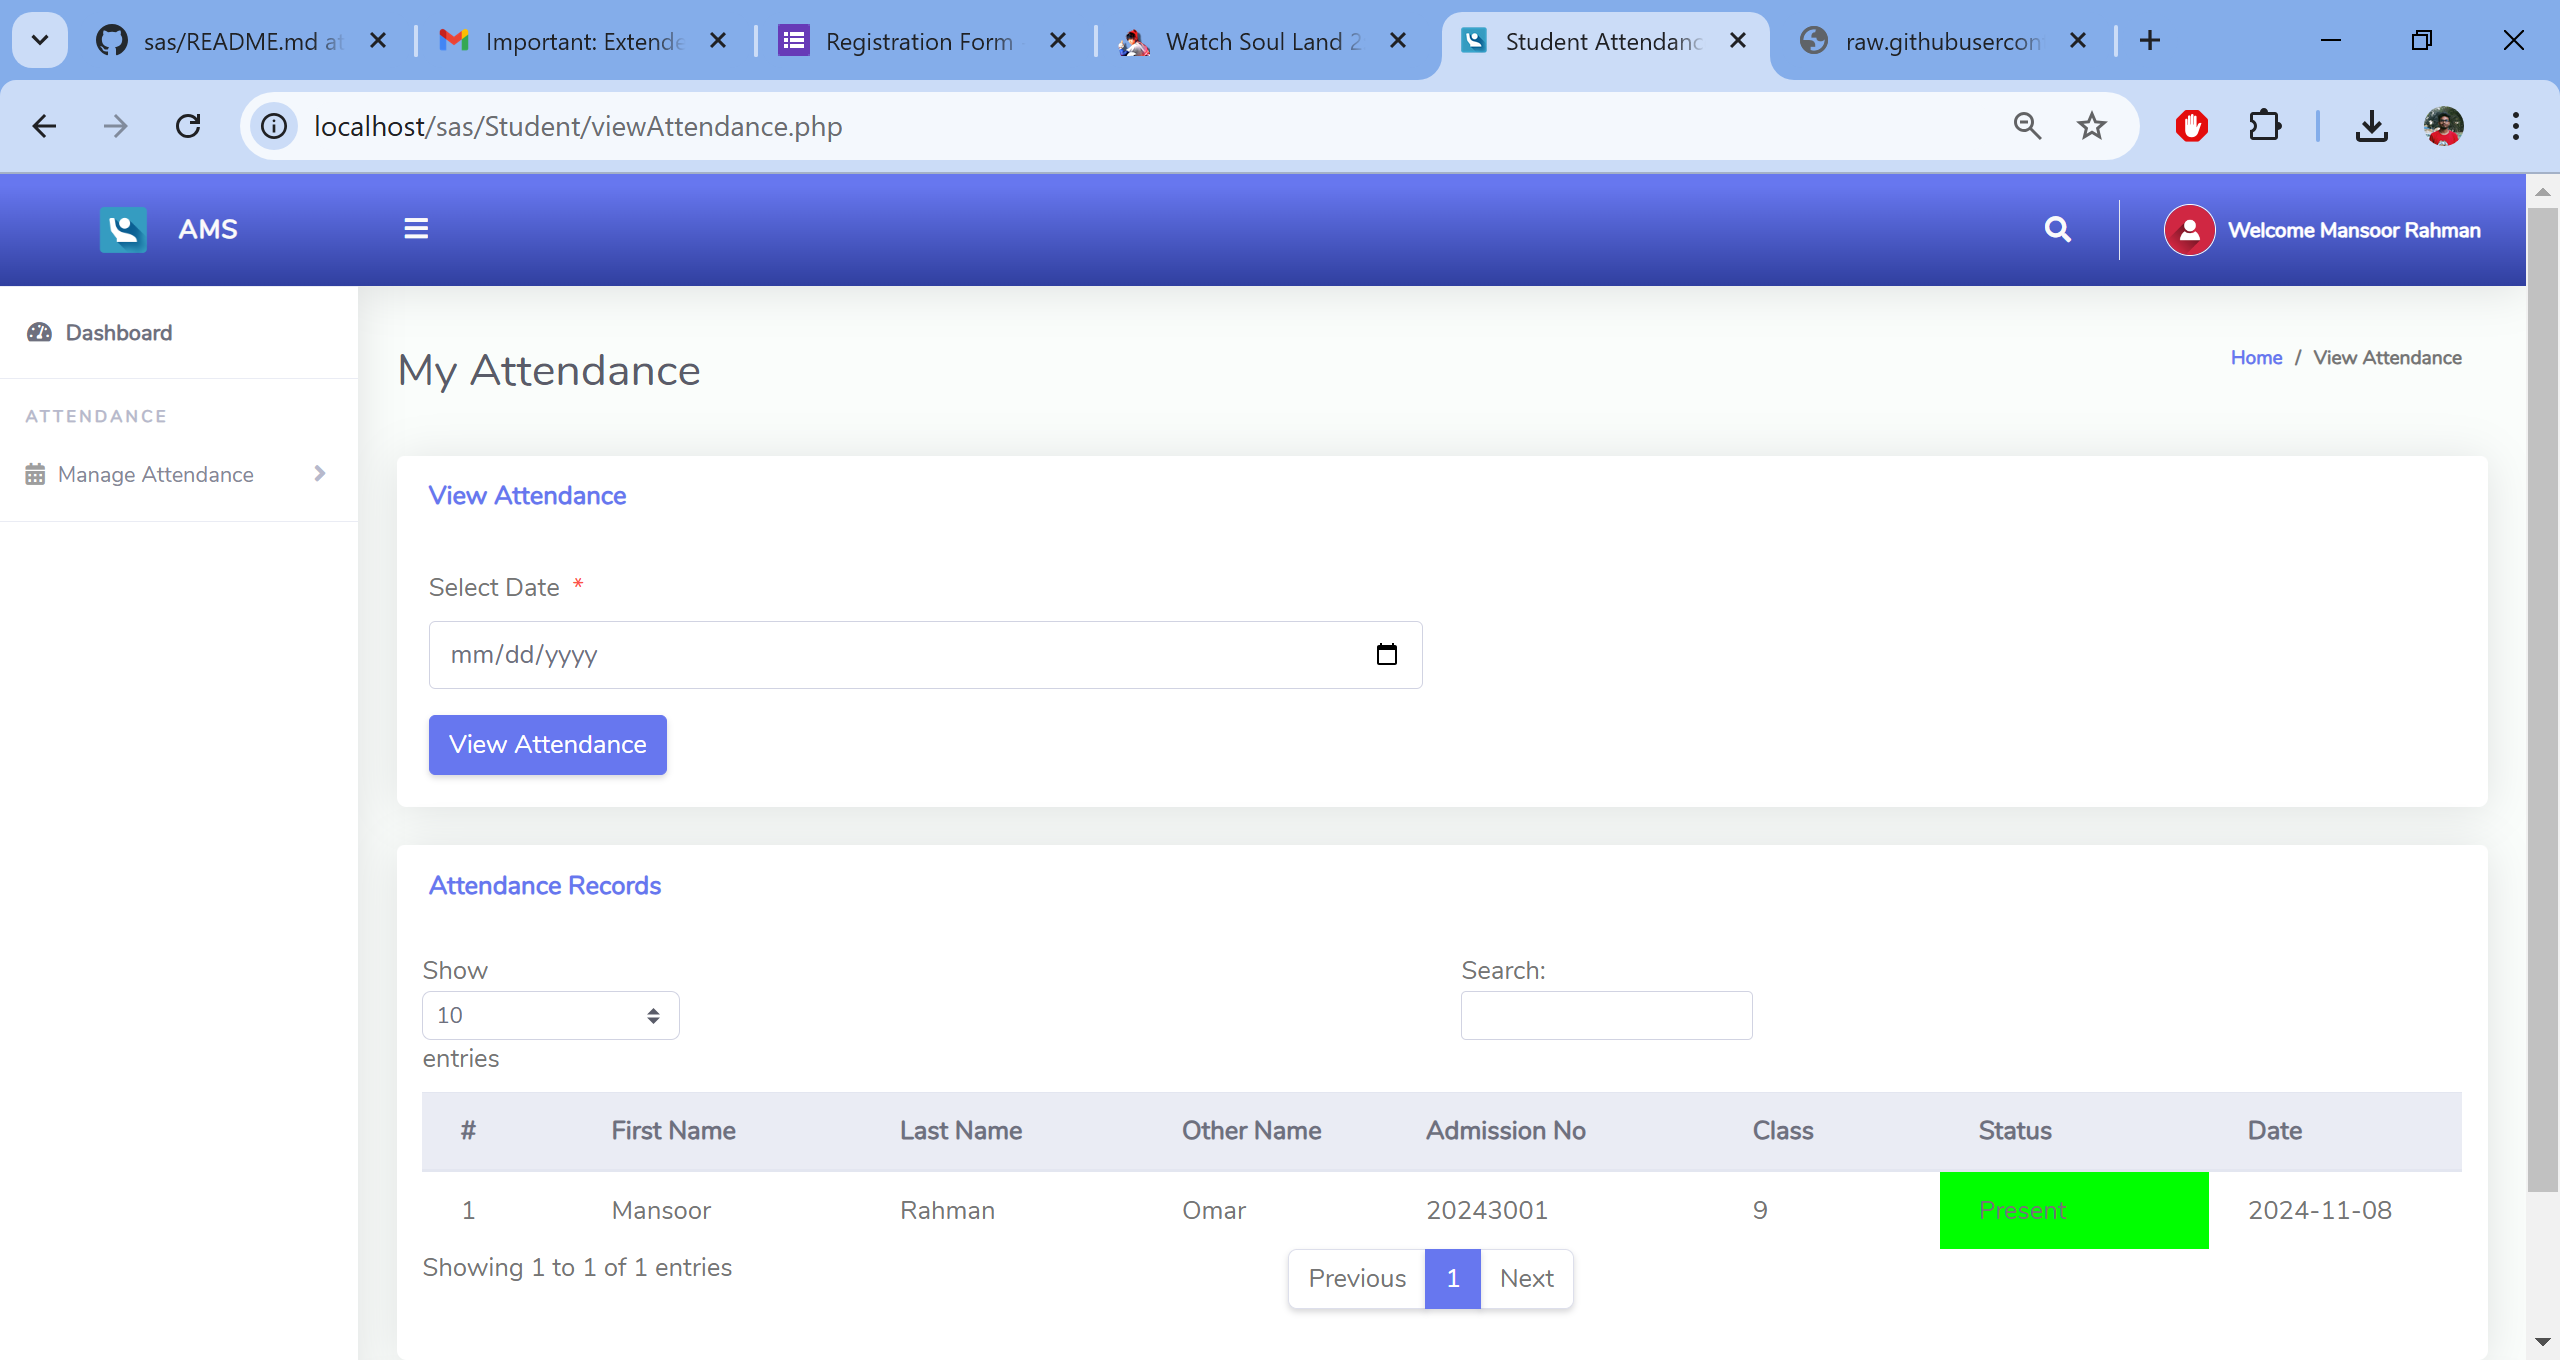 sas/README.md at
Important: Extende
Registration Form
Watch Soul Land 2
Student Attendanc
raw.githubusercon
localhost/sas/Student/viewAttendance.php
AMS
Welcome Mansoor Rahman
Dashboard
ATTENDANCE
Manage Attendance
My Attendance
Home / View Attendance
View Attendance
Select Date *
mm/dd/yyyy
View Attendance
Attendance Records
Show
10
entries
Search:
# First Name Last Name Other Name Admission No Class Status Date
1 Mansoor Rahman Omar 20243001 9 Present 2024-11-08
Showing 1 to 1 of 1 entries
Previous 1 Next